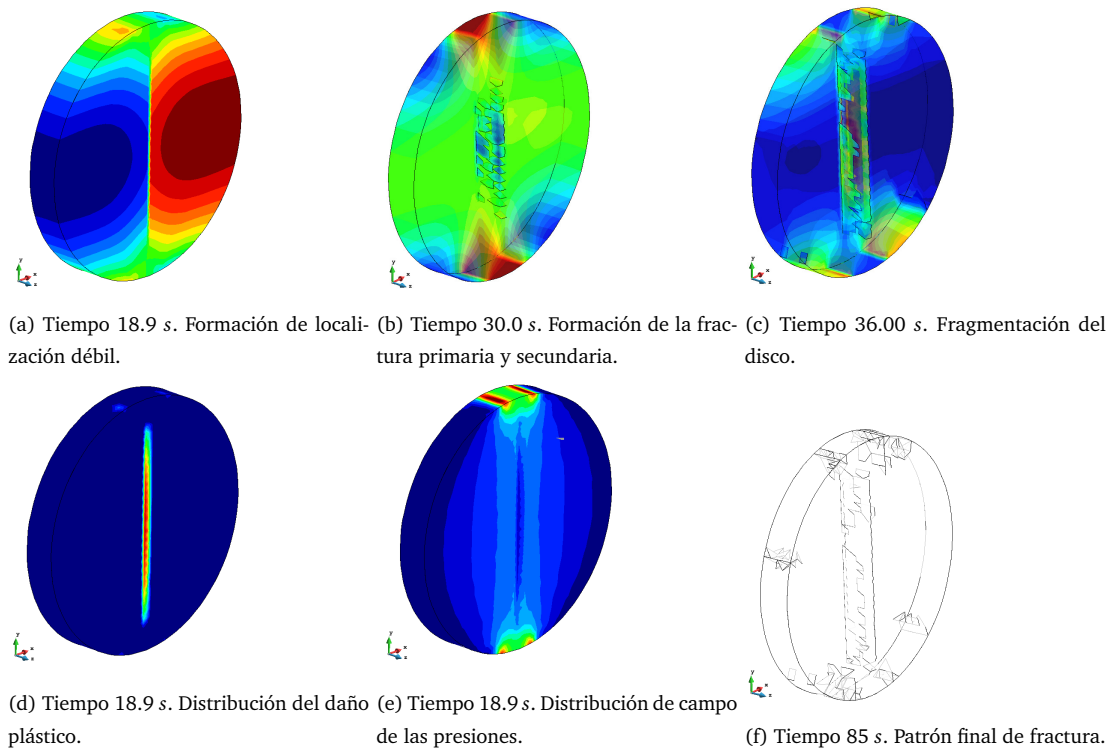 (a) Tiempo 18.9 s. Formación de locali-
zación débil.
(b) Tiempo 30.0 s. Formación de la frac-
tura primaria y secundaria.
(c) Tiempo 36.00 s. Fragmentación del
disco.
(d) Tiempo 18.9 s. Distribución del daño
plástico.
(e) Tiempo 18.9 s. Distribución de campo
de las presiones.
(f) Tiempo 85 s. Patrón final de fractura.